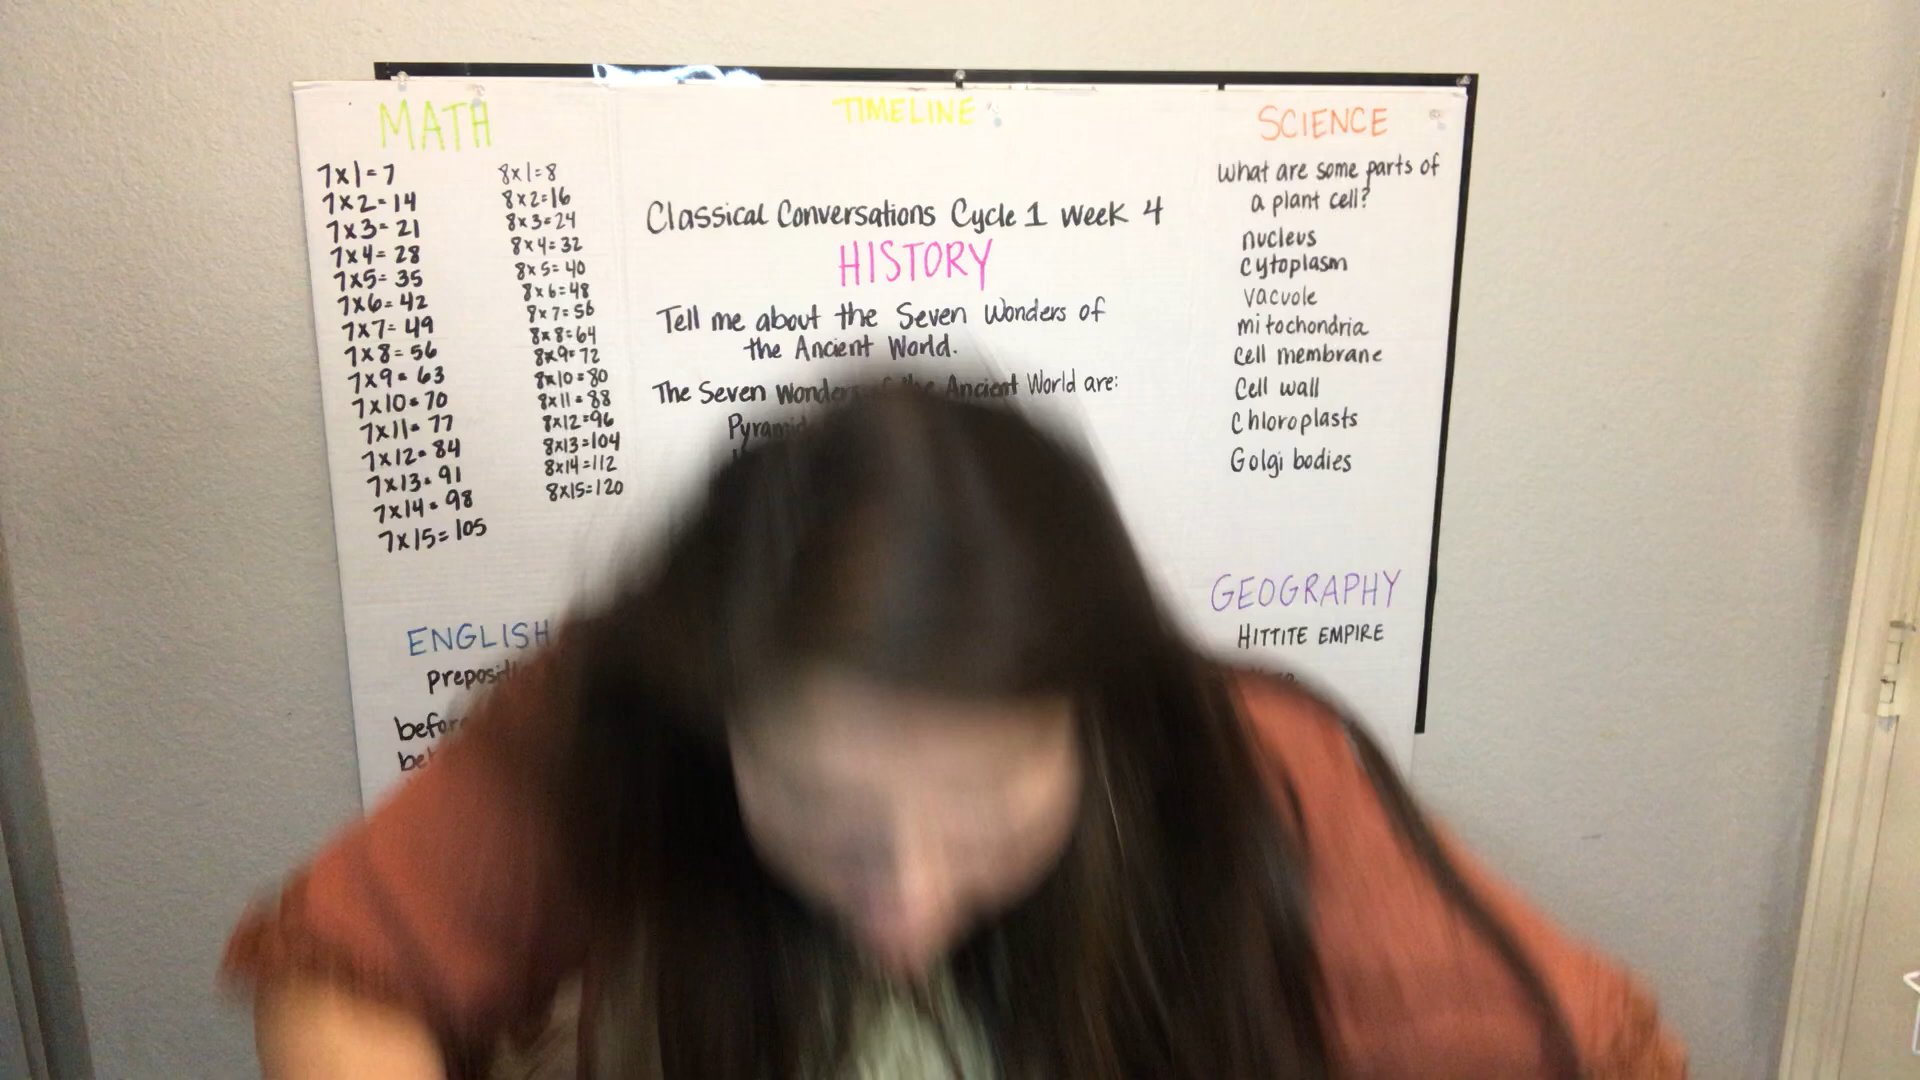 MATH
7x1=7
7x2=14
7x3=21
7x4=28
7x5=35
7x6=42
7x7=49
7x8=56
7x9=63
7x10=70
7x11=77
7x12=84
7x13=91
7x14=98
7x15=105
8x1=8
8x2=16
8x3=24
8x4=32
8x5=40
8x6=48
8x7=56
8x8=64
8x9=72
8x10=80
8x11=88
8x12=96
8x13=104
8x14=112
8x15=120
ENGLISH
before
TIMELINE
Classical Conversations Cycle 1 Week 4
HISTORY
Tell me about the Seven Wonders of
the Ancient World.
The Seven Wonders of the Ancient World are:
SCIENCE
What are some parts of
a plant cell?
nucleus
cytoplasm
vacuole
mitochondria
cell membrane
Cell wall
Chloroplasts
Golgi bodies
GEOGRAPHY
HITTITE EMPIRE